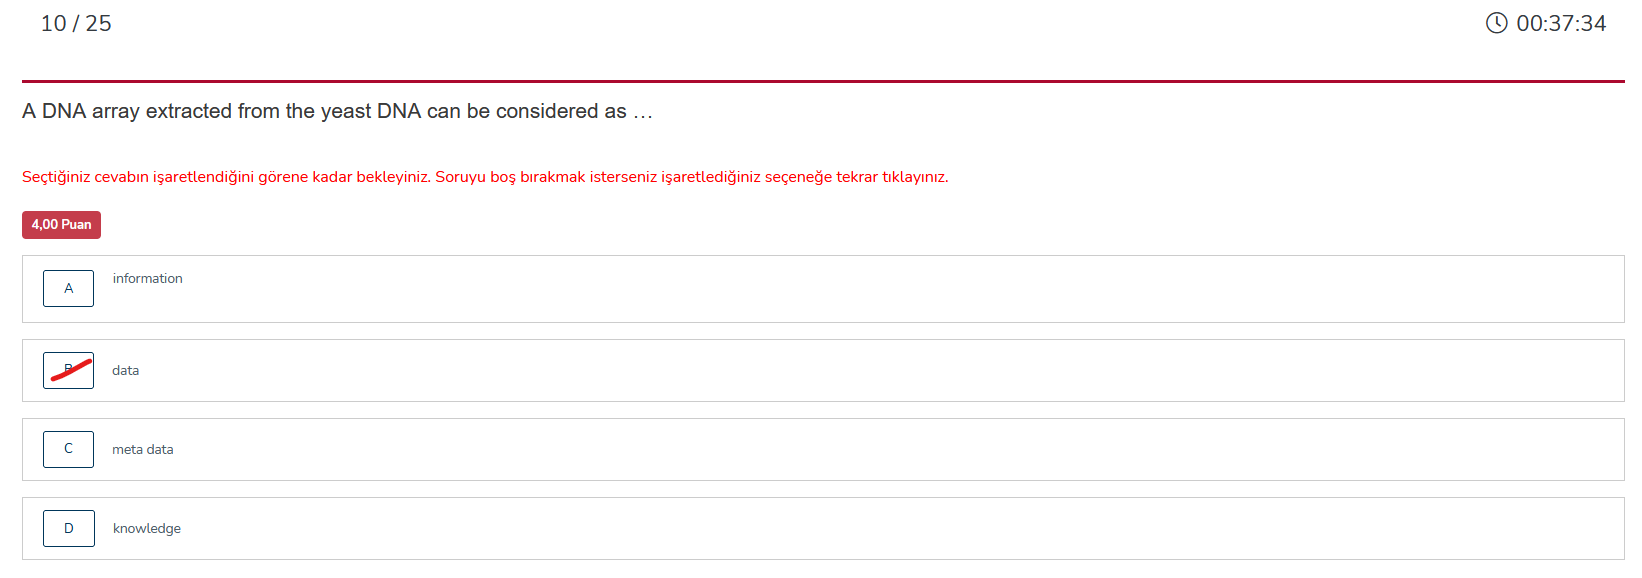 10 / 25
00:37:34
A DNA array extracted from the yeast DNA can be considered as …
Seçtiğiniz cevabın işaretlendiğini görene kadar bekleyiniz. Soruyu boş bırakmak isterseniz işaretlediğiniz seçeneğe tekrar tıklayınız.
4,00 Puan
A information
B data
C meta data
D knowledge